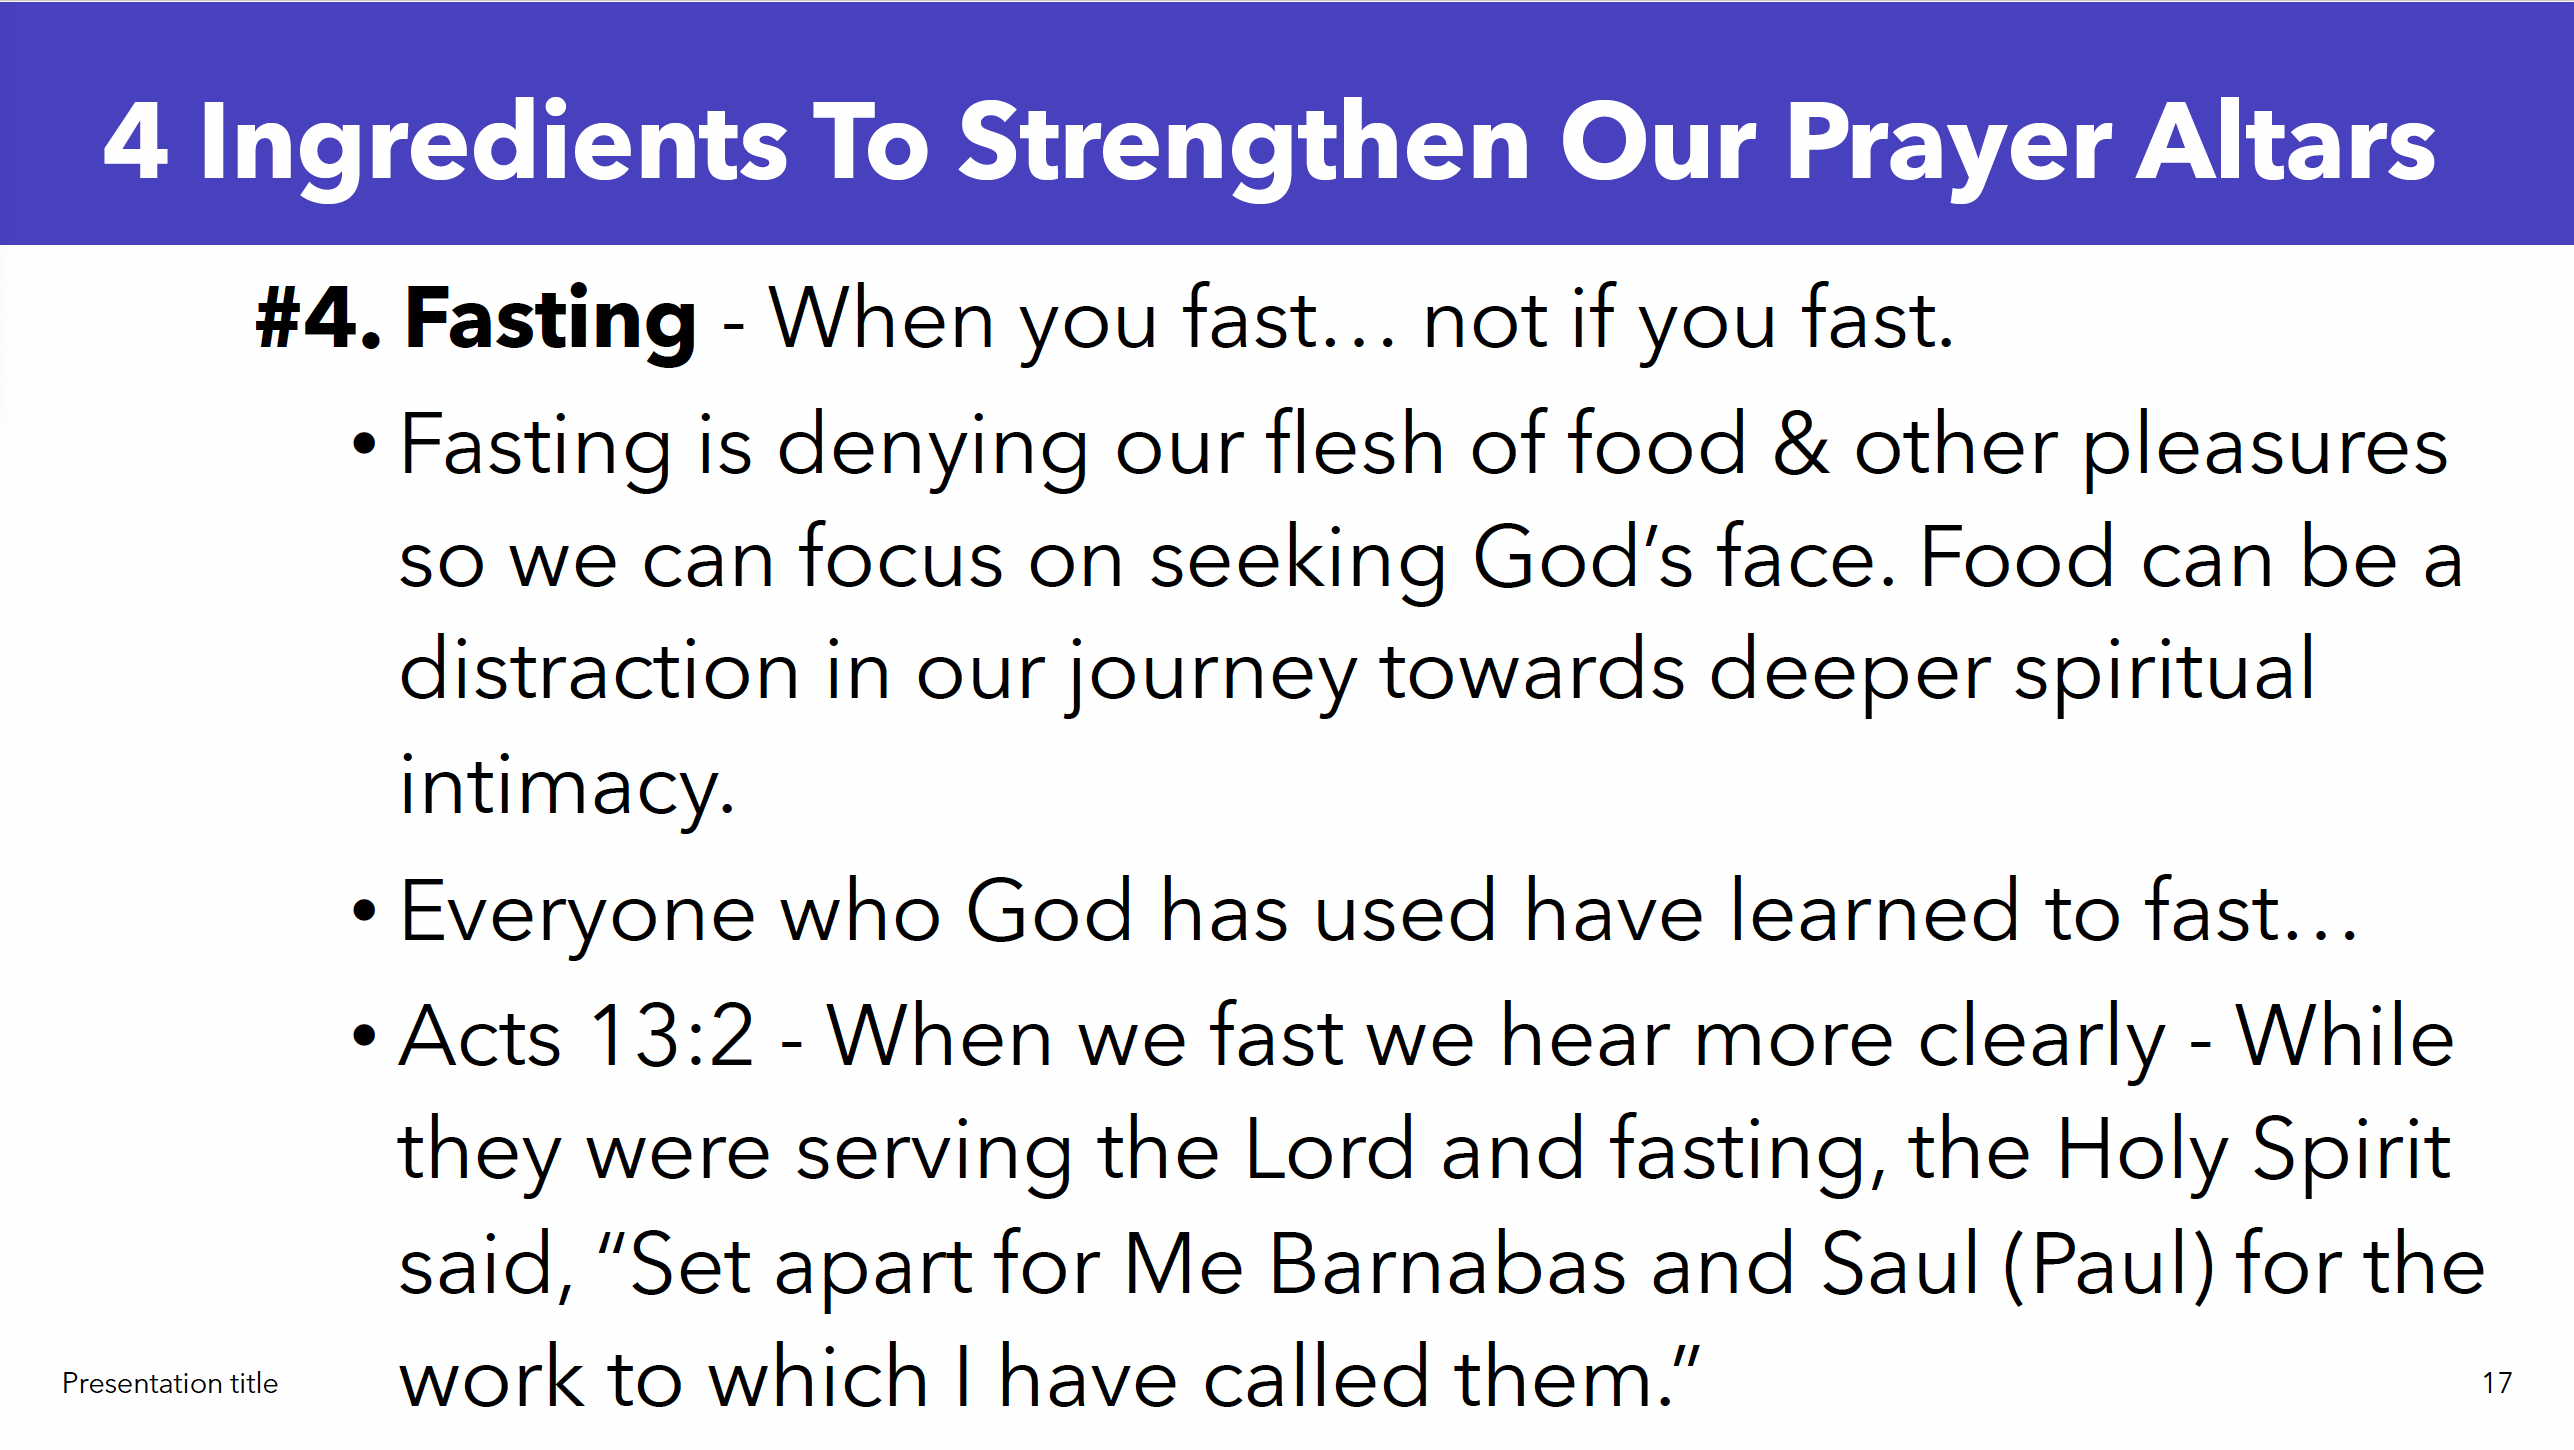 4 Ingredients To Strengthen Our Prayer Altars
#4. Fasting - When you fast… not if you fast.
• Fasting is denying our flesh of food & other pleasures
so we can focus on seeking God’s face. Food can be a
distraction in our journey towards deeper spiritual
intimacy.
• Everyone who God has used have learned to fast…
• Acts 13:2 - When we fast we hear more clearly - While
they were serving the Lord and fasting, the Holy Spirit
said, “Set apart for Me Barnabas and Saul (Paul) for the
work to which I have called them.”
Presentation title
17